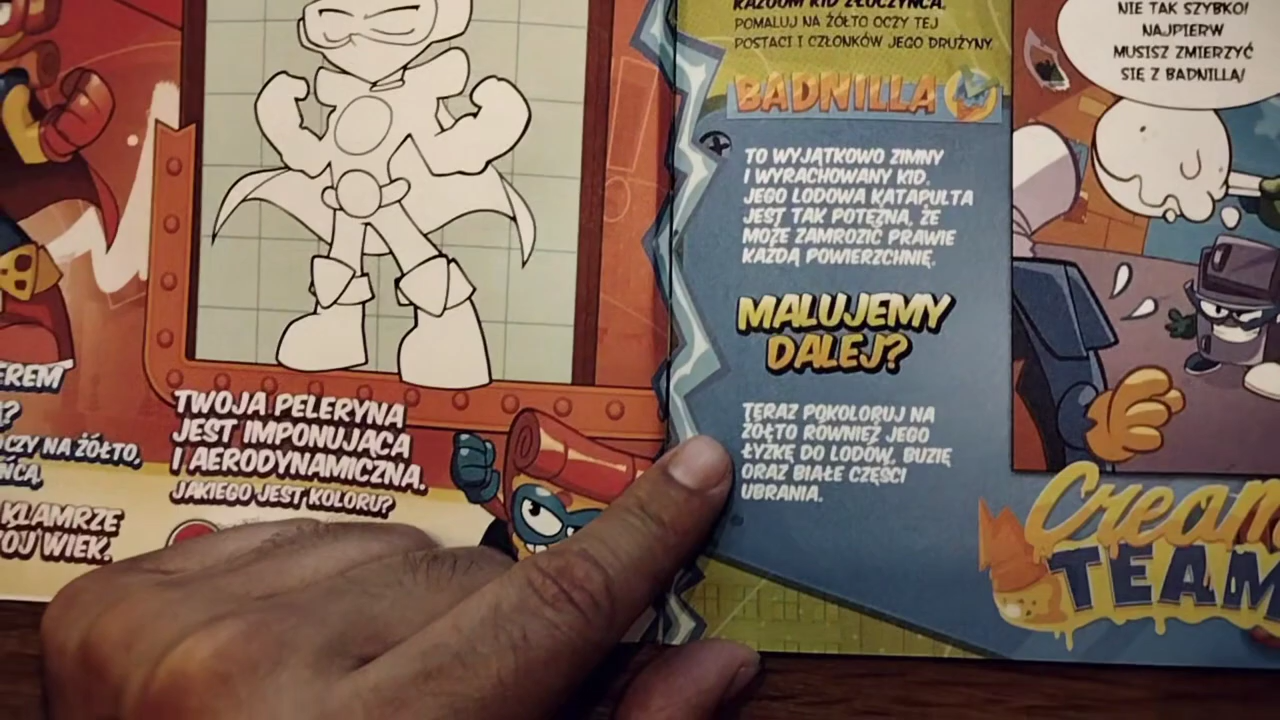 EREM
A?
OCZY NA ŻÓŁTO,
KLAMRZE
WIEK.
TWOJA PELERYNA
JEST IMPONUJĄCA
I AERODYNAMICZNA.
JAKIEGO JEST KOLORU?
KAZOOM KID ZŁOCZYŃCA.
POMALUJ NA ŻÓŁTO OCZY TEJ
POSTACI I CZŁONKÓW JEGO DRUŻYNY.
BADNILLA
TO WYJĄTKOWO ZIMNY
I WYRACHOWANY KID.
JEGO LODOWA KATAPULTA
JEST TAK POTĘŻNA, ŻE
MOŻE ZAMROZIĆ PRAWIE
KAŻDĄ POWIERZCHNIĘ.
MALUJEMY
DALEJ?
TERAZ POKOLORUJ NA
ŻÓŁTO RÓWNIEŻ JEGO
ŁYŻKĘ DO LODÓW, BUZIĘ
ORAZ BIAŁE CZĘŚCI
UBRANIA.
NIE TAK SZYBKO!
NAJPIERW
MUSISZ ZMIERZYĆ
SIĘ Z BADNILLĄ!
Cream
TEAM